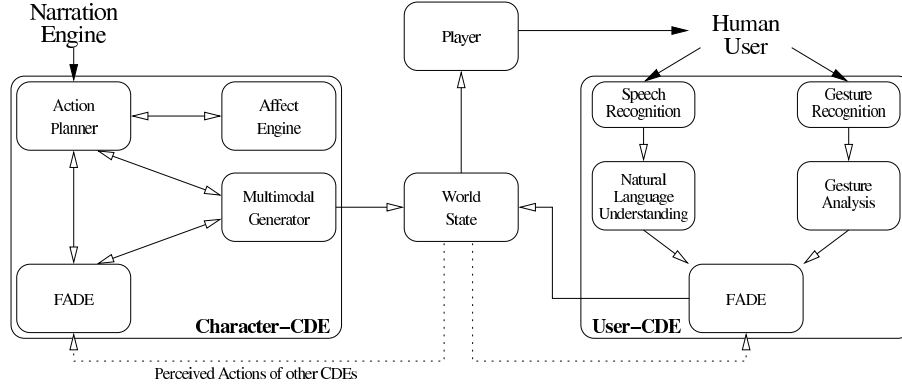 Narration
Engine
Player
Human
User
Action
Planner
Affect
Engine
Speech
Recognition
Gesture
Recognition
Multimodal
Generator
World
State
Natural
Language
Understanding
Gesture
Analysis
FADE
FADE
Character–CDE
User–CDE
Perceived Actions of other CDEs